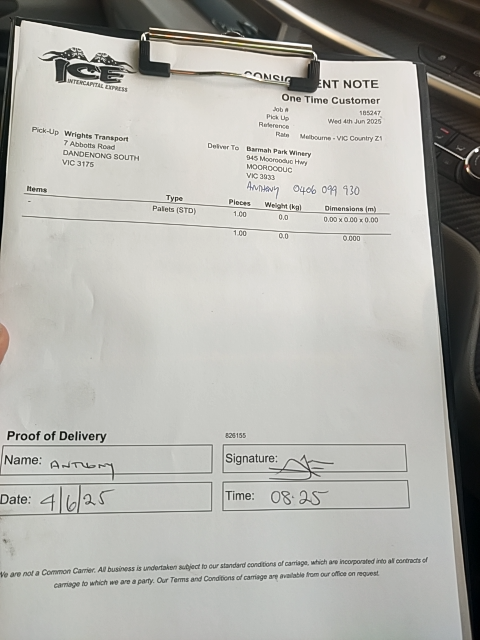 ICE
INTERCAPITAL EXPRESS
NOTE
One Time Customer
Job # 185247
Pick Up Wed 4th Jun 2025
Reference
Rate Melbourne - VIC Country Z1
Pick-Up Wrights Transport
7 Abbotts Road
DANDENONG SOUTH
VIC 3175
Deliver To Barmah Park Winery
945 Moorooduc Hwy
MOOROODUC
VIC 3933
ANTHONY 0406 099 930
Items Type Pieces Weight (kg) Dimensions (m)
- Pallets (STD) 1.00 0.0 0.00 x 0.00 x 0.00
1.00 0.0 0.000
Proof of Delivery 826155
Name: ANTHONY Signature:
Date: 4/6/25 Time: 08:25
We are not a Common Carrier. All business is undertaken subject to our standard conditions of carriage, which are incorporated into all contracts of
carriage to which we are a party. Our Terms and Conditions of carriage are available from our office on request.